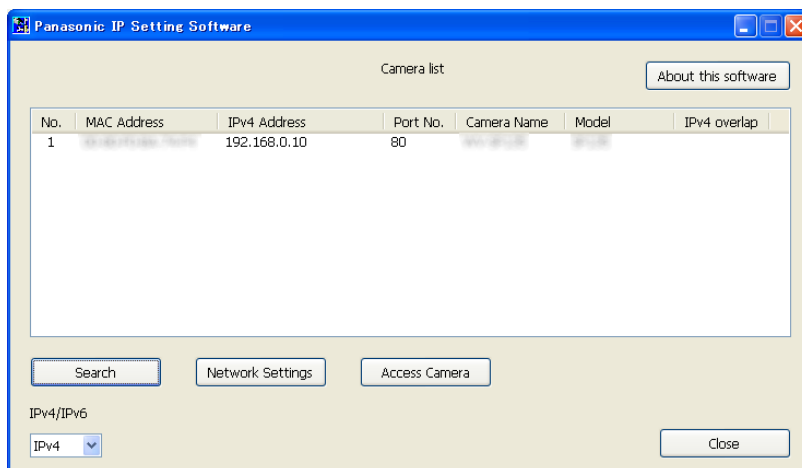 Panasonic IP Setting Software
Camera list
About this software
No. MAC Address IPv4 Address Port No. Camera Name Model IPv4 overlap
1 192.168.0.10 80
Search Network Settings Access Camera
IPv4/IPv6
IPv4
Close